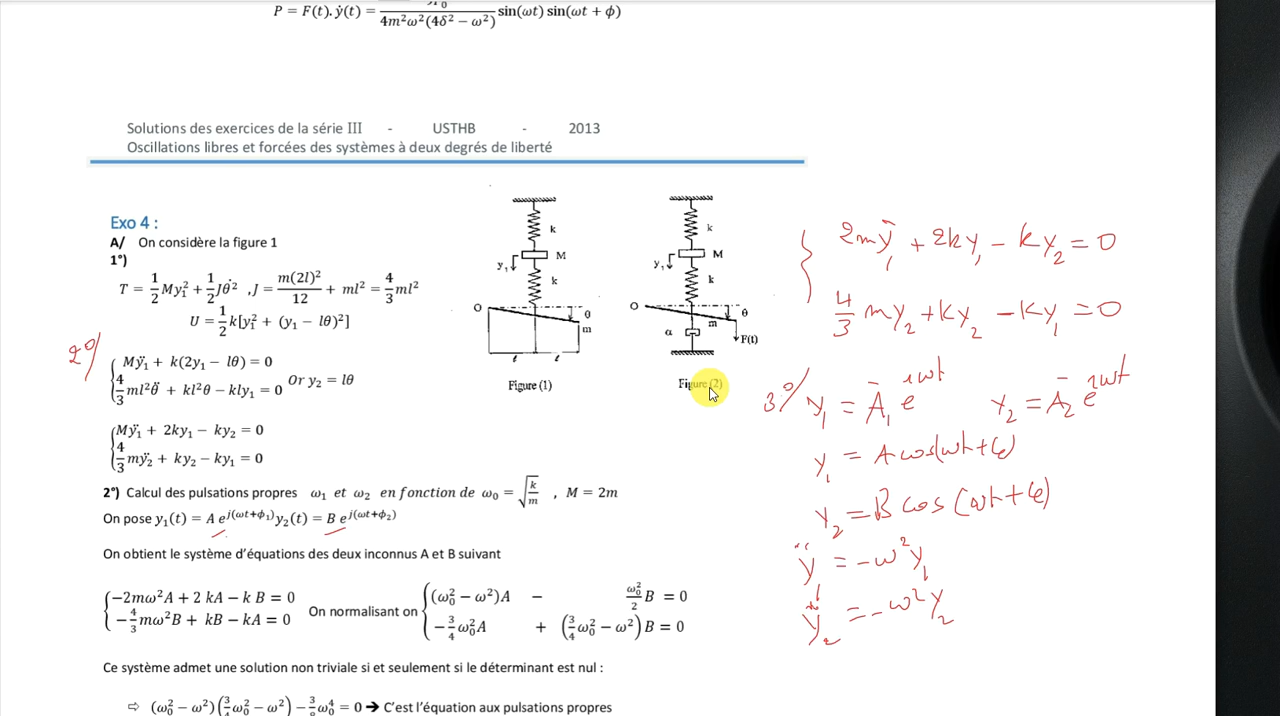 P = F(t).ẏ(t) = ───── / 4m²ω²(4δ² − ω²) sin(ωt) sin(ωt + ϕ)
Solutions des exercices de la série III - USTHB - 2013
Oscillations libres et forcées des systèmes à deux degrés de liberté
Exo 4 :
A/ On considère la figure 1
1°)
T = 1/2 Mẏ₁² + 1/2 Jθ̇² , J = m(2l)²/12 + ml² = 4/3 ml²
U = 1/2 k[y₁² + (y₁ − lθ)²]
2°/
{ Mÿ₁ + k(2y₁ − lθ) = 0
4/3 ml²θ̈ + kl²θ − kly₁ = 0 Or y₂ = lθ
{ Mÿ₁ + 2ky₁ − ky₂ = 0
4/3 mÿ₂ + ky₂ − ky₁ = 0
k
M
y₁
k
O
θ
m
l l
Figure (1)
k
M
y₁
k
O
θ
m
α
F(t)
Figure (2)
{ 2mÿ₁ + 2ky₁ − ky₂ = 0
4/3 mÿ₂ + ky₂ − ky₁ = 0
3°/ y₁ = Ā₁ e^iωt y₂ = Ā₂ e^iωt
y₁ = A cos(ωt+φ)
y₂ = B cos(ωt+φ)
ÿ₁ = −ω²y₁
ÿ₂ = −ω²y₂
2°) Calcul des pulsations propres ω₁ et ω₂ en fonction de ω₀ = √(k/m) , M = 2m
On pose y₁(t) = A e^j(ωt+ϕ₁) y₂(t) = B e^j(ωt+ϕ₂)
On obtient le système d'équations des deux inconnus A et B suivant
{ −2mω²A + 2 kA − k B = 0
−4/3 mω²B + kB − kA = 0 On normalisant on { (ω₀² − ω²)A − ω₀²/2 B = 0
−3/4 ω₀²A + (3/4 ω₀² − ω²) B = 0
Ce système admet une solution non triviale si et seulement si le déterminant est nul :
⇨ (ω₀² − ω²)(3/4 ω₀² − ω²) − 3/8 ω₀⁴ = 0 ➔ C'est l'équation aux pulsations propres